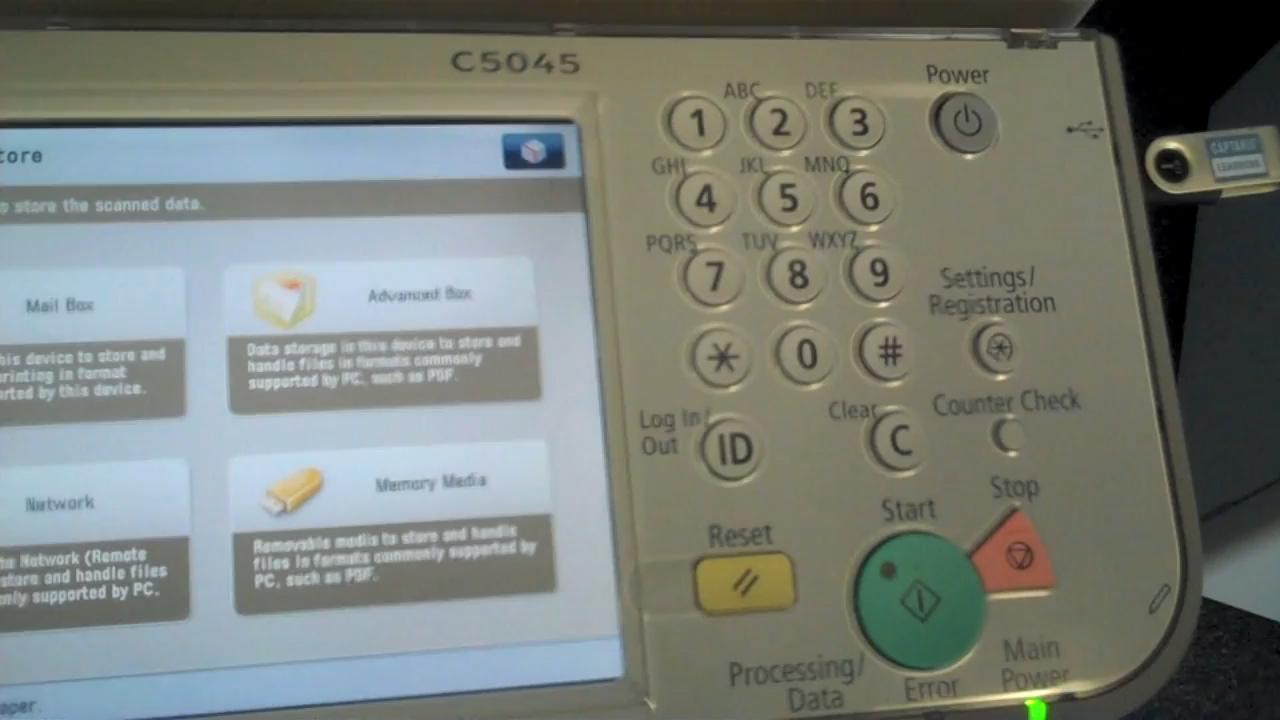 C5045
Power
ABC
DEF
1
2
3
tore
o store the scanned data.
GHI
JKL
MNO
4
5
6
PQRS
TUV
WXYZ
7
8
9
Settings/
Registration
Mail Box
his device to store and
rinting in format
rted by this device.
Advanced Box
Data storage in this device to store and
handle files in formats commonly
supported by PC, such as PDF.
*
0
#
Log In/
Out
ID
Clear
C
Counter Check
Network
he Network (Remote
store and handle files
only supported by PC.
Memory Media
Removable media to store and handle
files in formats commonly supported by
PC, such as PDF.
Reset
Start
Stop
Processing/
Data
Error
Main
Power
aper.